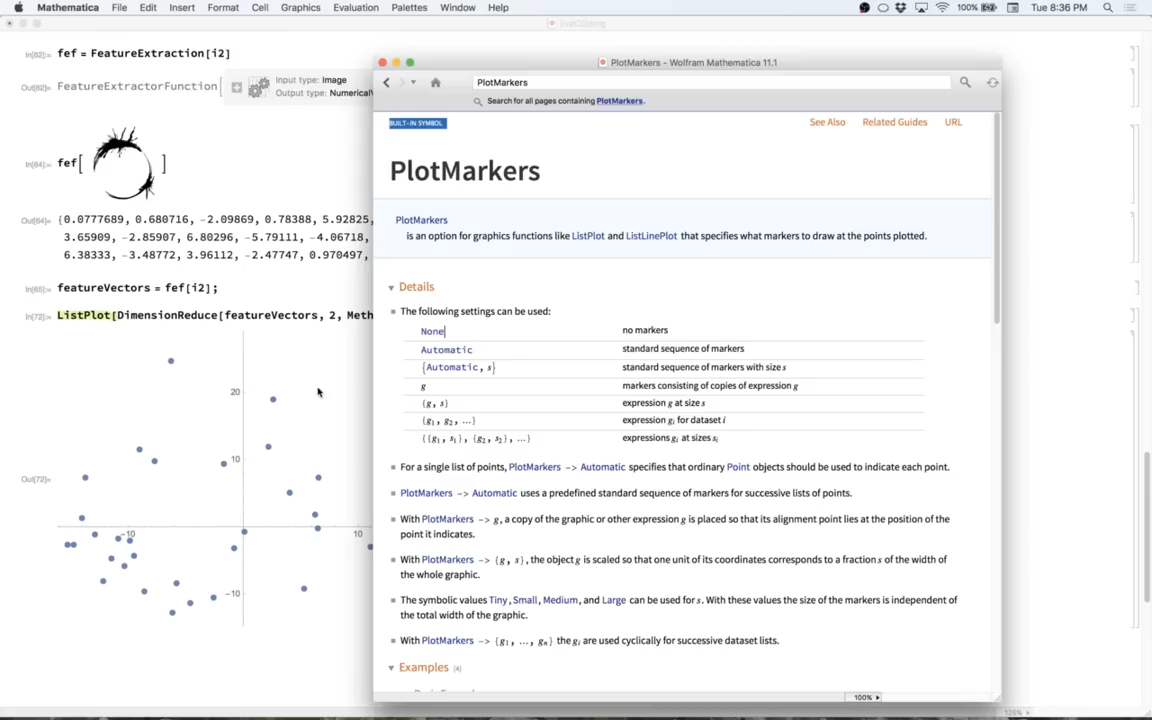 Mathematica File Edit Insert Format Cell Graphics Evaluation Palettes Window Help 100% Tue 8:36 PM
In[62]:= fef = FeatureExtraction[i2]
Out[62]= FeatureExtractorFunction[ Input type: Image
Output type: NumericalV
In[64]:= fef[ ]
Out[64]= {0.0777689, 0.680716, -2.09869, 0.78388, 5.92825,
3.65909, -2.85907, 6.80296, -5.79111, -4.06718,
6.38333, -3.48772, 3.96112, -2.47747, 0.970497,
In[65]:= featureVectors = fef[i2];
In[72]:= ListPlot[DimensionReduce[featureVectors, 2, Meth
20
10
Out[72]=
-10 10
-10
PlotMarkers - Wolfram Mathematica 11.1
PlotMarkers
Search for all pages containing PlotMarkers.
BUILT-IN SYMBOL See Also Related Guides URL
PlotMarkers
PlotMarkers
is an option for graphics functions like ListPlot and ListLinePlot that specifies what markers to draw at the points plotted.
Details
The following settings can be used:
None no markers
Automatic standard sequence of markers
{Automatic, s} standard sequence of markers with size s
g markers consisting of copies of expression g
{g, s} expression g at size s
{g₁, g₂, ...} expression gᵢ for dataset i
{{g₁, s₁}, {g₂, s₂}, ...} expressions gᵢ at sizes sᵢ
For a single list of points, PlotMarkers -> Automatic specifies that ordinary Point objects should be used to indicate each point.
PlotMarkers -> Automatic uses a predefined standard sequence of markers for successive lists of points.
With PlotMarkers -> g, a copy of the graphic or other expression g is placed so that its alignment point lies at the position of the
point it indicates.
With PlotMarkers -> {g, s}, the object g is scaled so that one unit of its coordinates corresponds to a fraction s of the width of
the whole graphic.
The symbolic values Tiny, Small, Medium, and Large can be used for s. With these values the size of the markers is independent of
the total width of the graphic.
With PlotMarkers -> {g₁, ..., gₙ} the gᵢ are used cyclically for successive dataset lists.
Examples (4)
100%
125%